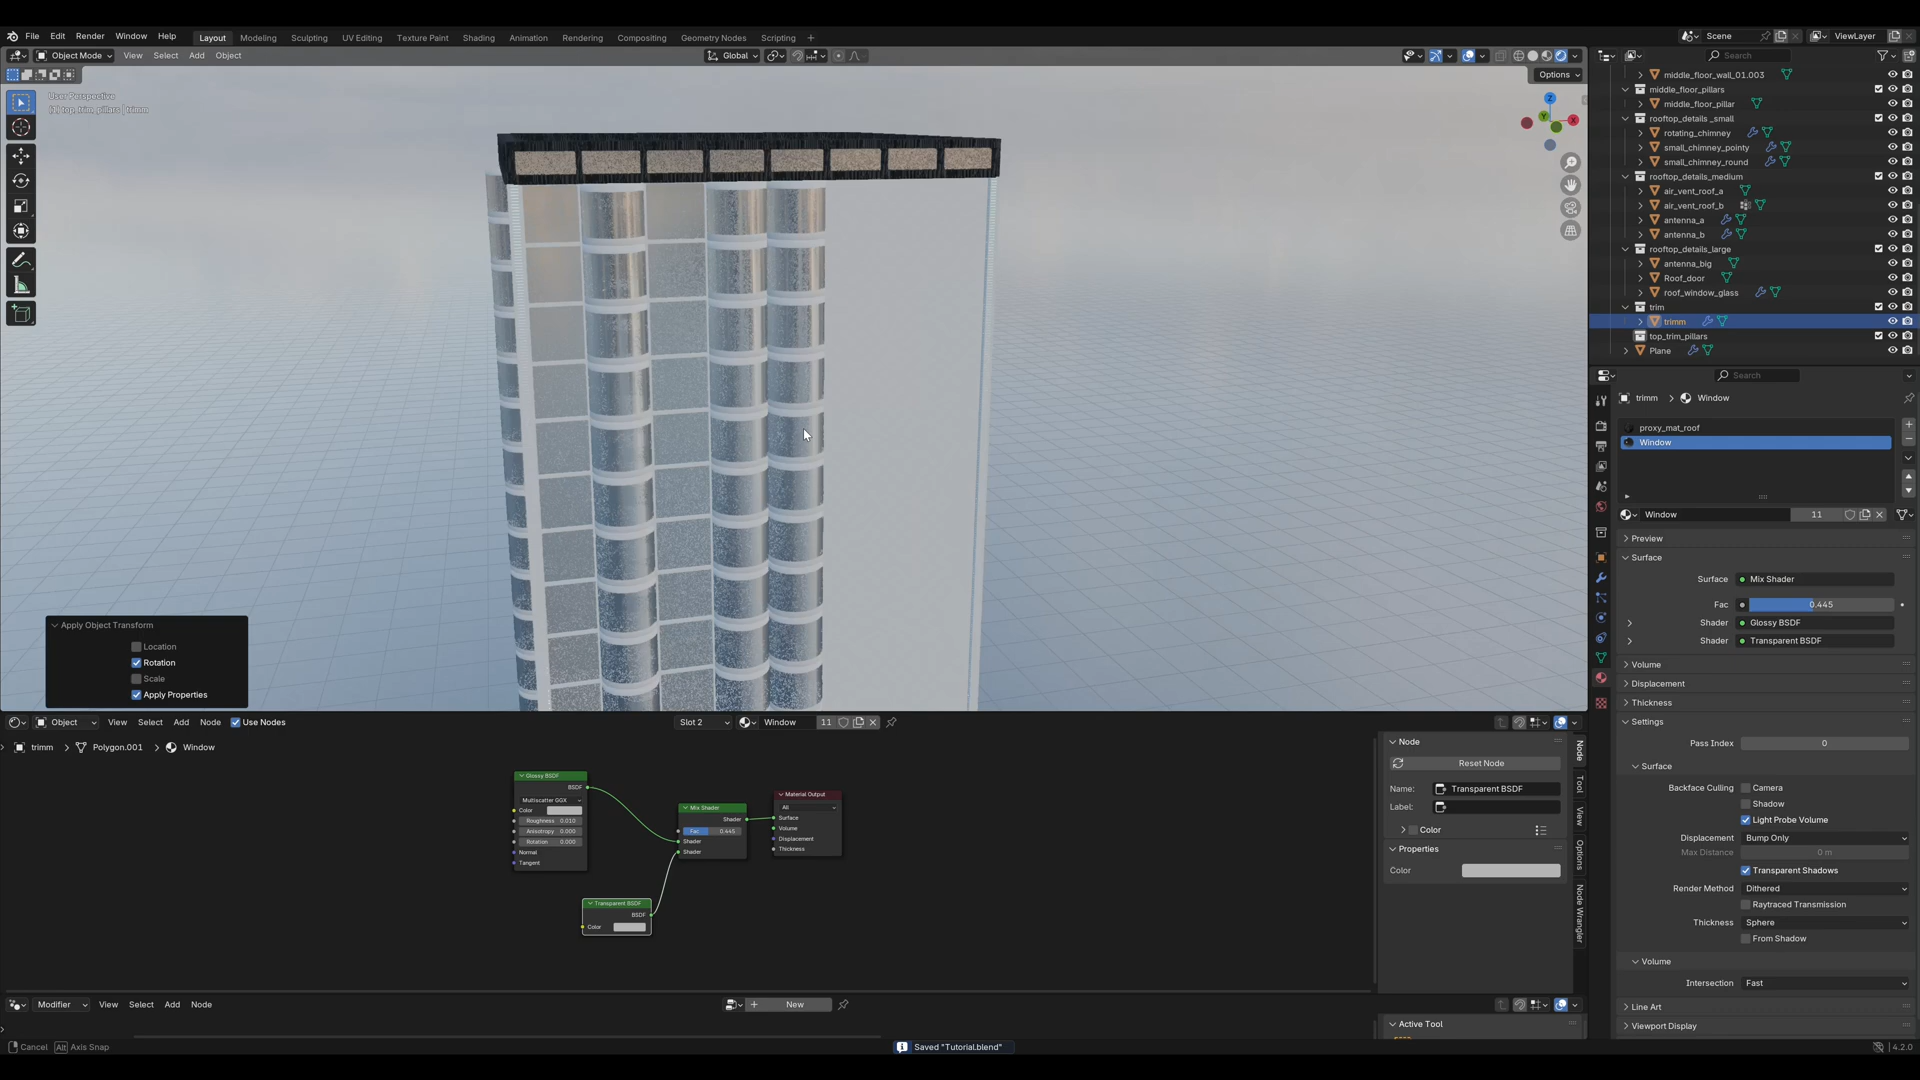 File Edit Render Window Help
Layout Modeling Sculpting UV Editing Texture Paint Shading Animation Rendering Compositing Geometry Nodes Scripting +
Scene
ViewLayer
Object Mode View Select Add Object
Global
Search
Options
User Perspective
(1) top_trim_pillars | trimm
Z
Y
X
middle_floor_wall_01.003
middle_floor_pillars
middle_floor_pillar
rooftop_details _small
rotating_chimney
small_chimney_pointy
small_chimney_round
rooftop_details_medium
air_vent_roof_a
air_vent_roof_b
antenna_a
antenna_b
rooftop_details_large
antenna_big
Roof_door
roof_window_glass
trim
trimm
top_trim_pillars
Plane
Search
trimm > Window
proxy_mat_roof
Window
Window 11
Preview
Surface
Surface Mix Shader
Fac 0.445
Shader Glossy BSDF
Shader Transparent BSDF
Volume
Displacement
Thickness
Settings
Pass Index 0
Surface
Backface Culling Camera
Shadow
Light Probe Volume
Displacement Bump Only
Max Distance 0 m
Transparent Shadows
Render Method Dithered
Raytraced Transmission
Thickness Sphere
From Shadow
Volume
Intersection Fast
Line Art
Viewport Display
Apply Object Transform
Location
Rotation
Scale
Apply Properties
Object View Select Add Node Use Nodes
Slot 2
Window 11
trimm > Polygon.001 > Window
Glossy BSDF
BSDF
Multiscatter GGX
Color
Roughness 0.010
Anisotropy 0.000
Rotation 0.000
Normal
Tangent
Mix Shader
Shader
Fac 0.445
Shader
Shader
Material Output
All
Surface
Volume
Displacement
Thickness
Transparent BSDF
BSDF
Color
Node
Reset Node
Name: Transparent BSDF
Label:
Color
Properties
Color
Node
Tool
View
Options
Node Wrangler
Modifier View Select Add Node
+ New
Active Tool
Cancel Alt Axis Snap
Saved "Tutorial.blend"
4.2.0